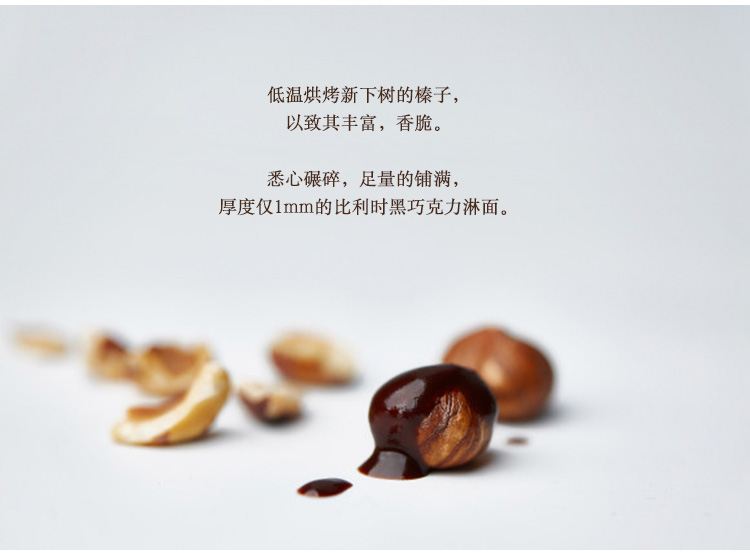 低温烘烤新下树的榛子，
以致其丰富，香脆。
悉心碾碎，足量的铺满，
厚度仅1mm的比利时黑巧克力淋面。